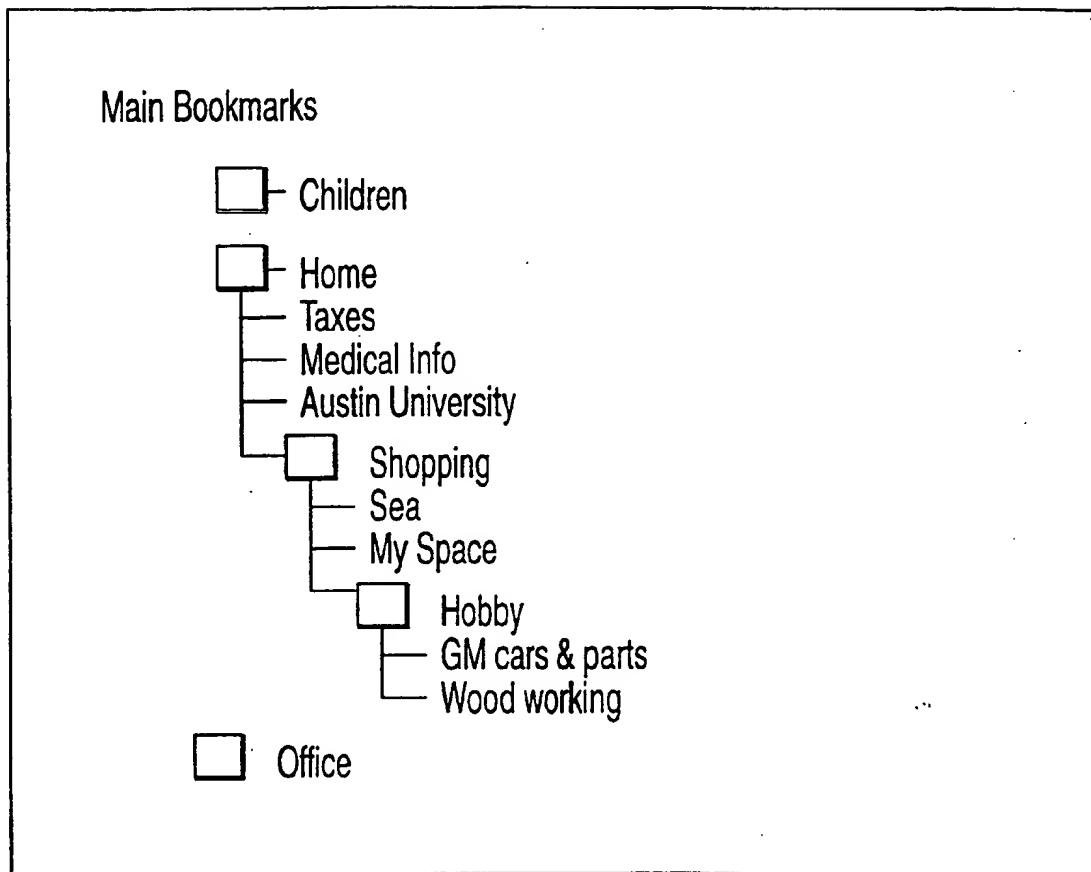 Main Bookmarks
Children
Home
Taxes
Medical Info
Austin University
Shopping
Sea
My Space
Hobby
GM cars & parts
Wood working
Office